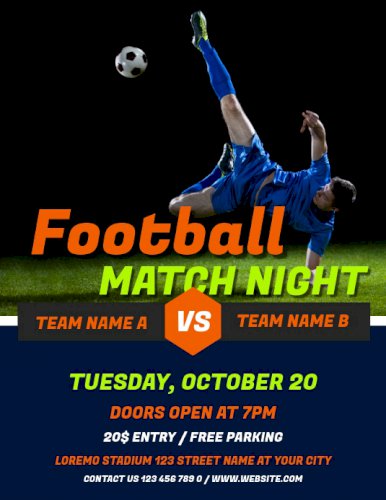 Football
MATCH NIGHT
TEAM NAME A VS TEAM NAME B
TUESDAY, OCTOBER 20
DOORS OPEN AT 7PM
20$ ENTRY / FREE PARKING
LOREMO STADIUM 123 STREET NAME AT YOUR CITY
CONTACT US 123 456 789 0 / WWW.WEBSITE.COM